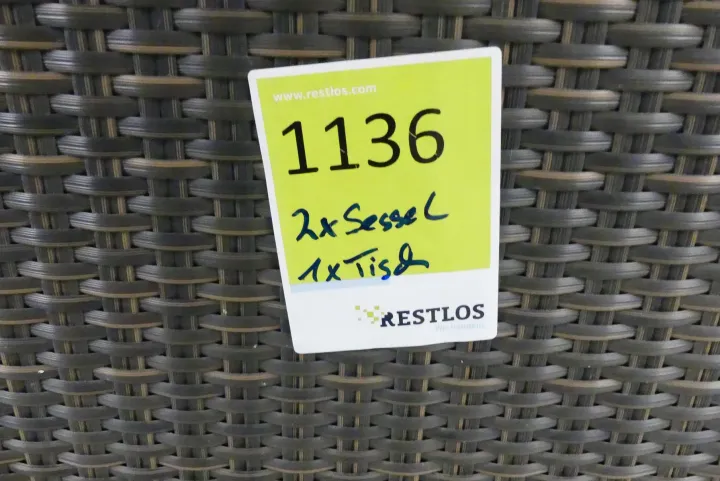 www.restlos.com
1136
2x Sessel
1x Tisch
RESTLOS